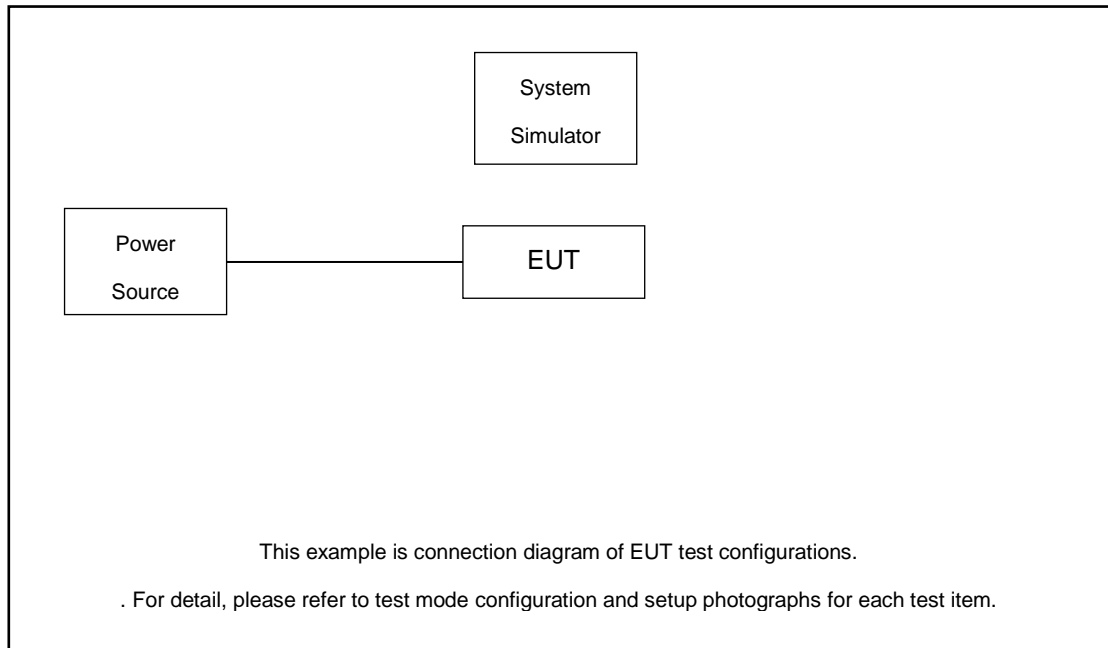 System
Simulator
Power
Source
EUT
This example is connection diagram of EUT test configurations.
. For detail, please refer to test mode configuration and setup photographs for each test item.